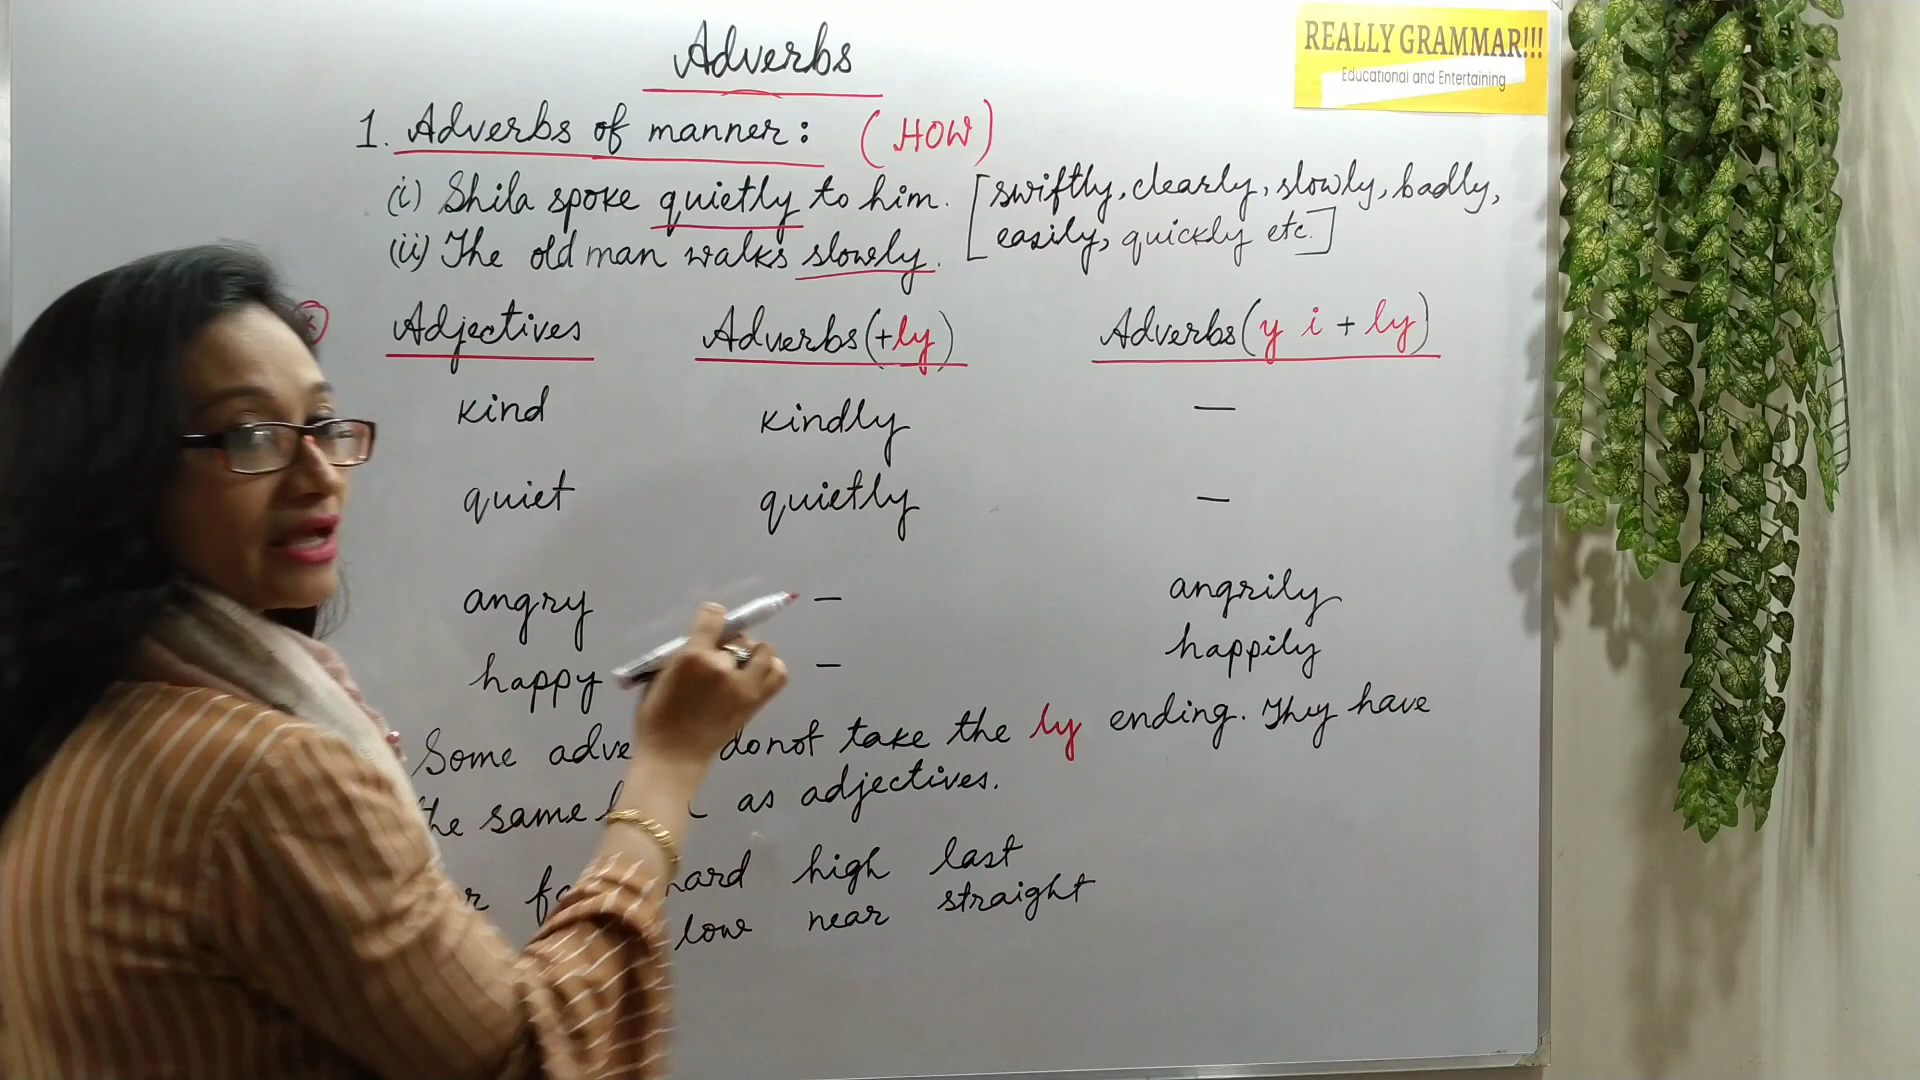 Adverbs
REALLY GRAMMAR!!!
Educational and Entertaining
1. Adverbs of manner: (HOW)
(i) Shila spoke quietly to him. [swiftly, clearly, slowly, badly,
(ii) The old man walks slowly. easily, quickly etc.]
Adjectives Adverbs (+ly) Adverbs (y i + ly)
kind kindly —
quiet quietly —
angry — angrily
happy — happily
Some do not take the ly ending. They have
the same as adjectives.
hard high last
low near straight